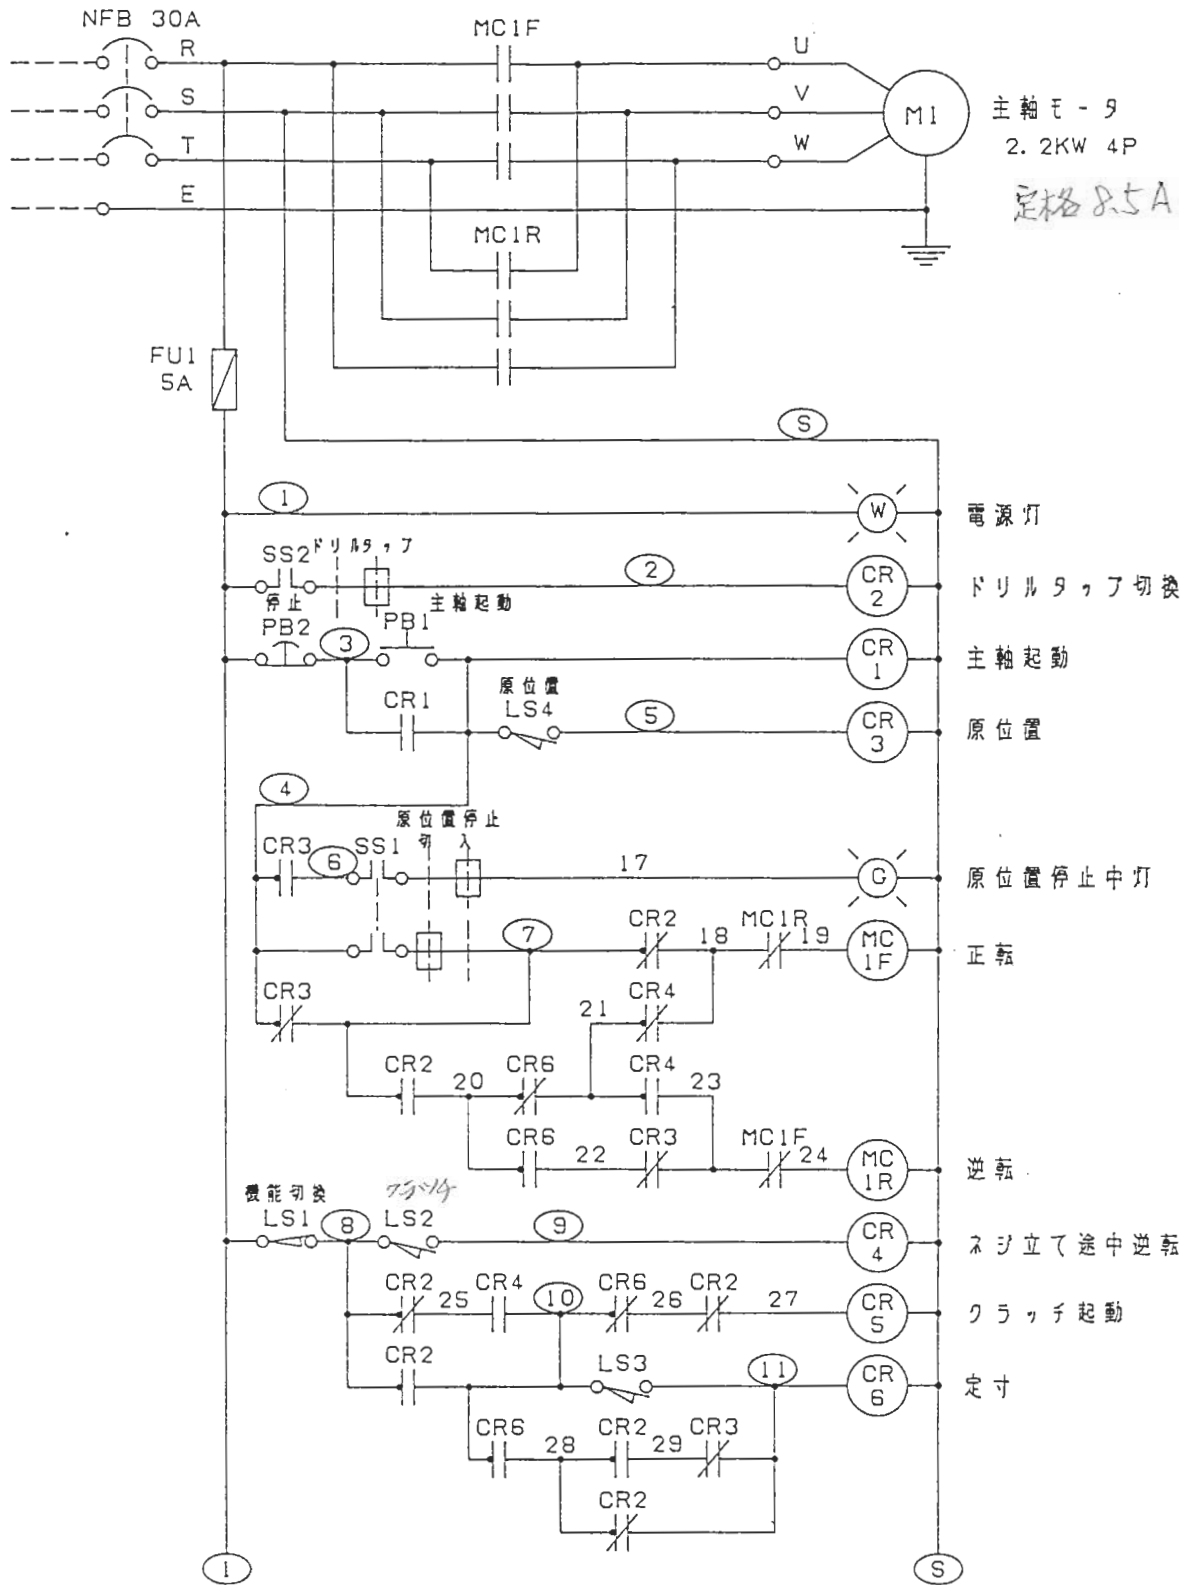 NFB 30A
R
MC1F
U
S
V
M1
主軸モータ
T
W
2.2KW 4P
E
定格 8.5A
MC1R
FU1
5A
S
1
W
電源灯
SS2
ドリル タップ
2
CR
2
ドリルタップ切換
停止
主軸起動
PB2
3
PB1
CR
1
主軸起動
原位置
CR1
LS4
5
CR
3
原位置
4
原位置停止
切 入
CR3
6
SS1
17
G
原位置停止中灯
7
CR2
18
MC1R
19
MC
1F
正転
CR3
21
CR4
CR2
20
CR6
CR4
23
CR6
22
CR3
MC1F
24
MC
1R
逆転
機能切換
LS1
8
LS2
9
CR
4
ネジ立て途中逆転
CR2
25
CR4
10
CR6
26
CR2
27
CR
5
クラッチ起動
CR2
LS3
11
CR
6
定寸
CR6
28
CR2
29
CR3
CR2
1
S